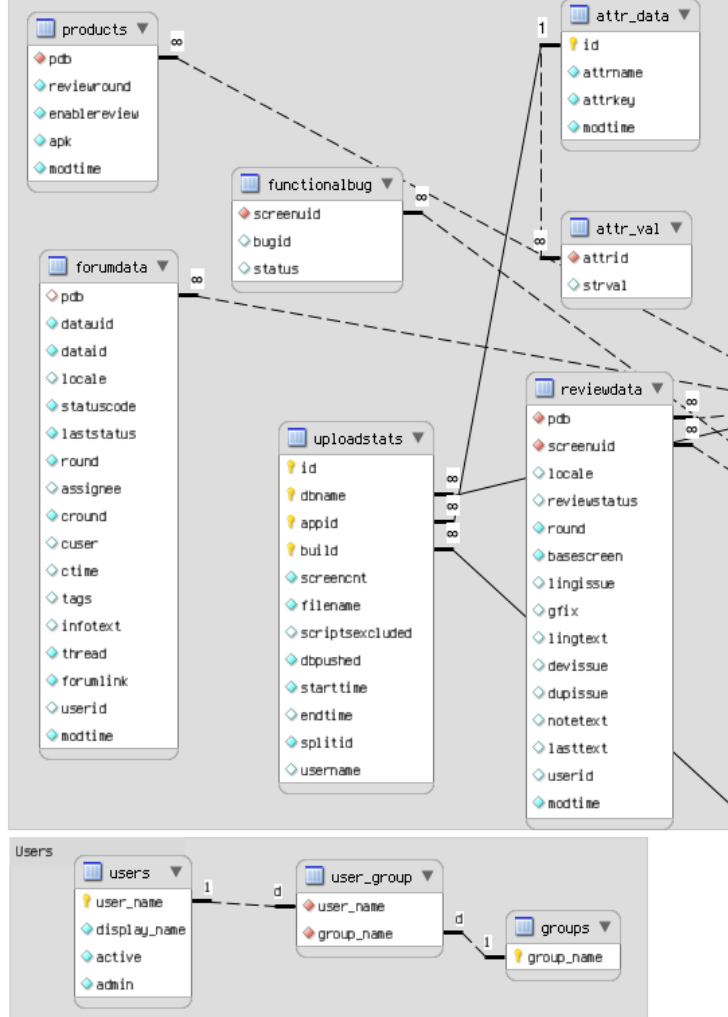 products
pdb
reviewround
enablereview
apk
modtime
∞
attr_data
id
attrname
attrkey
modtime
1
functionalbug
screenuid
bugid
status
∞
attr_val
attrid
strval
∞
forumdata
pdb
datauid
dataid
locale
statuscode
laststatus
round
assignee
cround
cuser
ctime
tags
infotext
thread
forumlink
userid
modtime
∞
uploadstats
id
dbname
appid
build
screencnt
filename
scriptsexcluded
dbpushed
starttime
endtime
splitid
username
∞
∞
∞
reviewdata
pdb
screenuid
locale
reviewstatus
round
basescreen
lingissue
gfix
lingtext
devissue
dupissue
notetext
lasttext
userid
modtime
∞
∞
Users
users
user_name
display_name
active
admin
1
d
user_group
user_name
group_name
d
1
groups
group_name